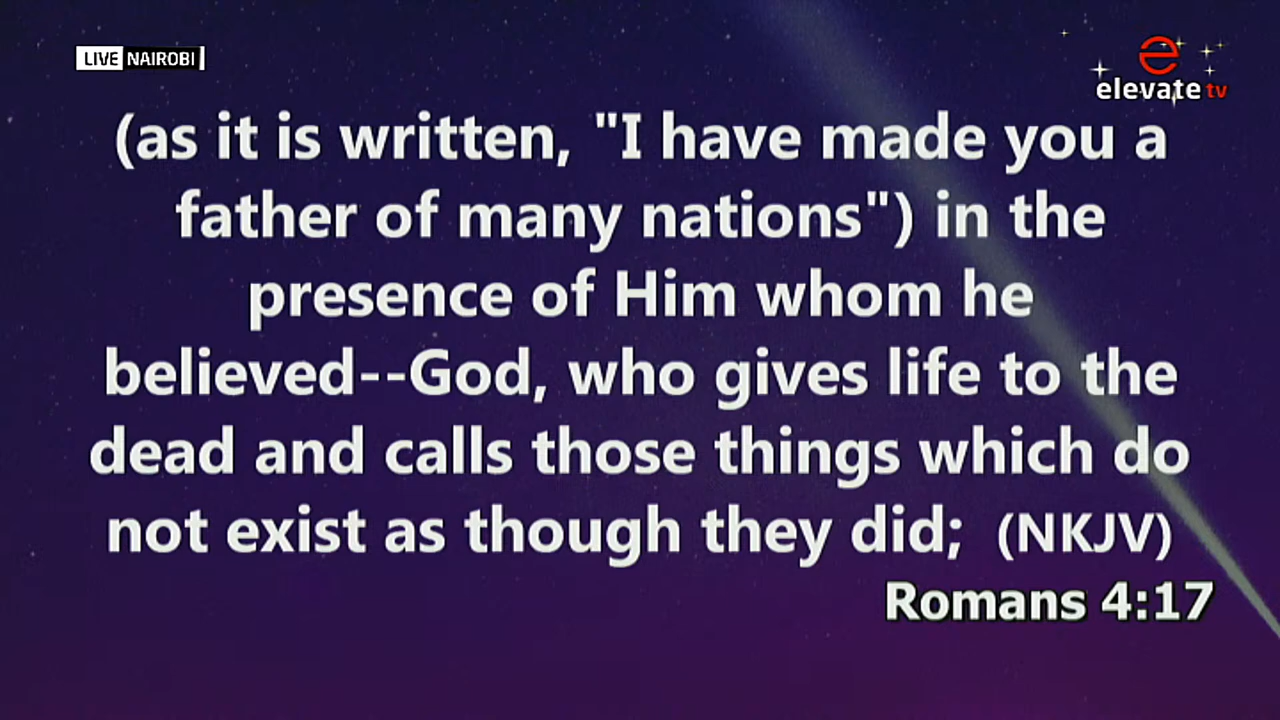 LIVE NAIROBI
elevate tv
(as it is written, "I have made you a
father of many nations") in the
presence of Him whom he
believed--God, who gives life to the
dead and calls those things which do
not exist as though they did; (NKJV)
Romans 4:17